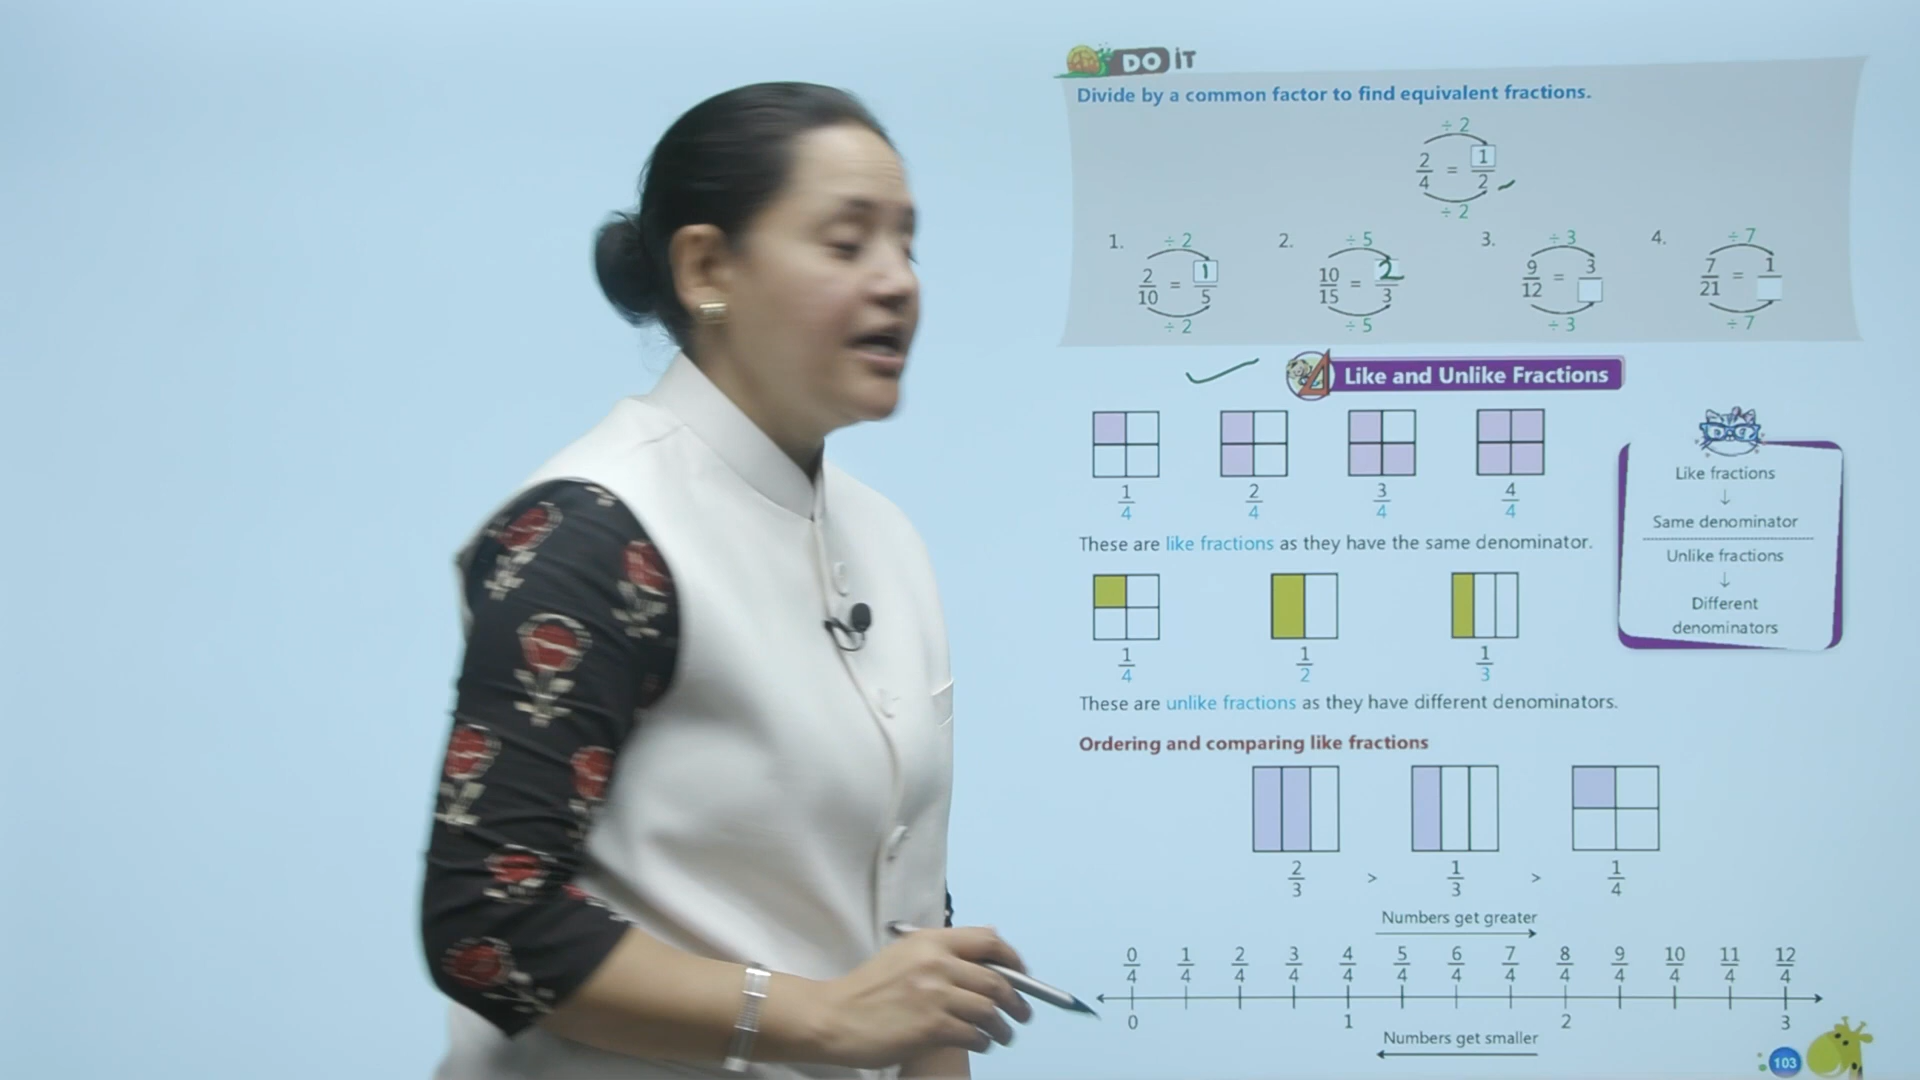 DO IT
Divide by a common factor to find equivalent fractions.
÷ 2
2/4 = 1/2
÷ 2
1. ÷ 2 2. ÷ 5 3. ÷ 3 4. ÷ 7
2/10 = 1/5 10/15 = 2/3 9/12 = 3/ 7/21 = 1/
÷ 2 ÷ 5 ÷ 3 ÷ 7
Like and Unlike Fractions
1/4 2/4 3/4 4/4
These are like fractions as they have the same denominator.
Like fractions
↓
Same denominator
Unlike fractions
↓
Different
denominators
1/4 1/2 1/3
These are unlike fractions as they have different denominators.
Ordering and comparing like fractions
2/3 > 1/3 > 1/4
Numbers get greater
0/4 1/4 2/4 3/4 4/4 5/4 6/4 7/4 8/4 9/4 10/4 11/4 12/4
0 1 2 3
Numbers get smaller
103